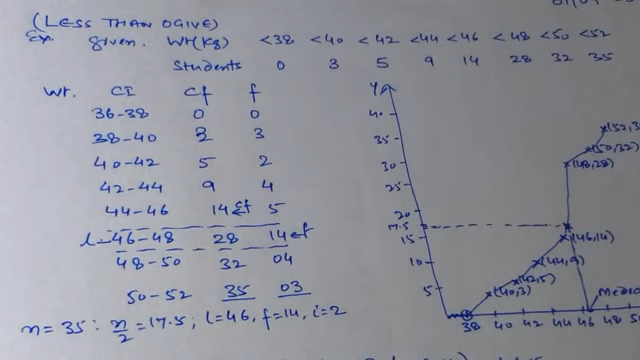 (LESS THAN OGIVE)
Ex. Given. Wt(Kg) <38 <40 <42 <44 <46 <48 <50 <52
Students 0 3 5 9 14 28 32 35
Wt. CI Cf f
36-38 0 0
38-40 3 3
40-42 5 2
42-44 9 4
44-46 14 cf 5
l=46-48 28 14 f
48-50 32 04
50-52 35 03
n=35 : n/2 = 17.5 ; l=46, f=14, i=2
Y
40
35
30
25
20
17.5
15
10
5
(50,32)
(48,28)
(46,14)
(44,9)
(42,5)
(40,3)
38 40 42 44 46 48